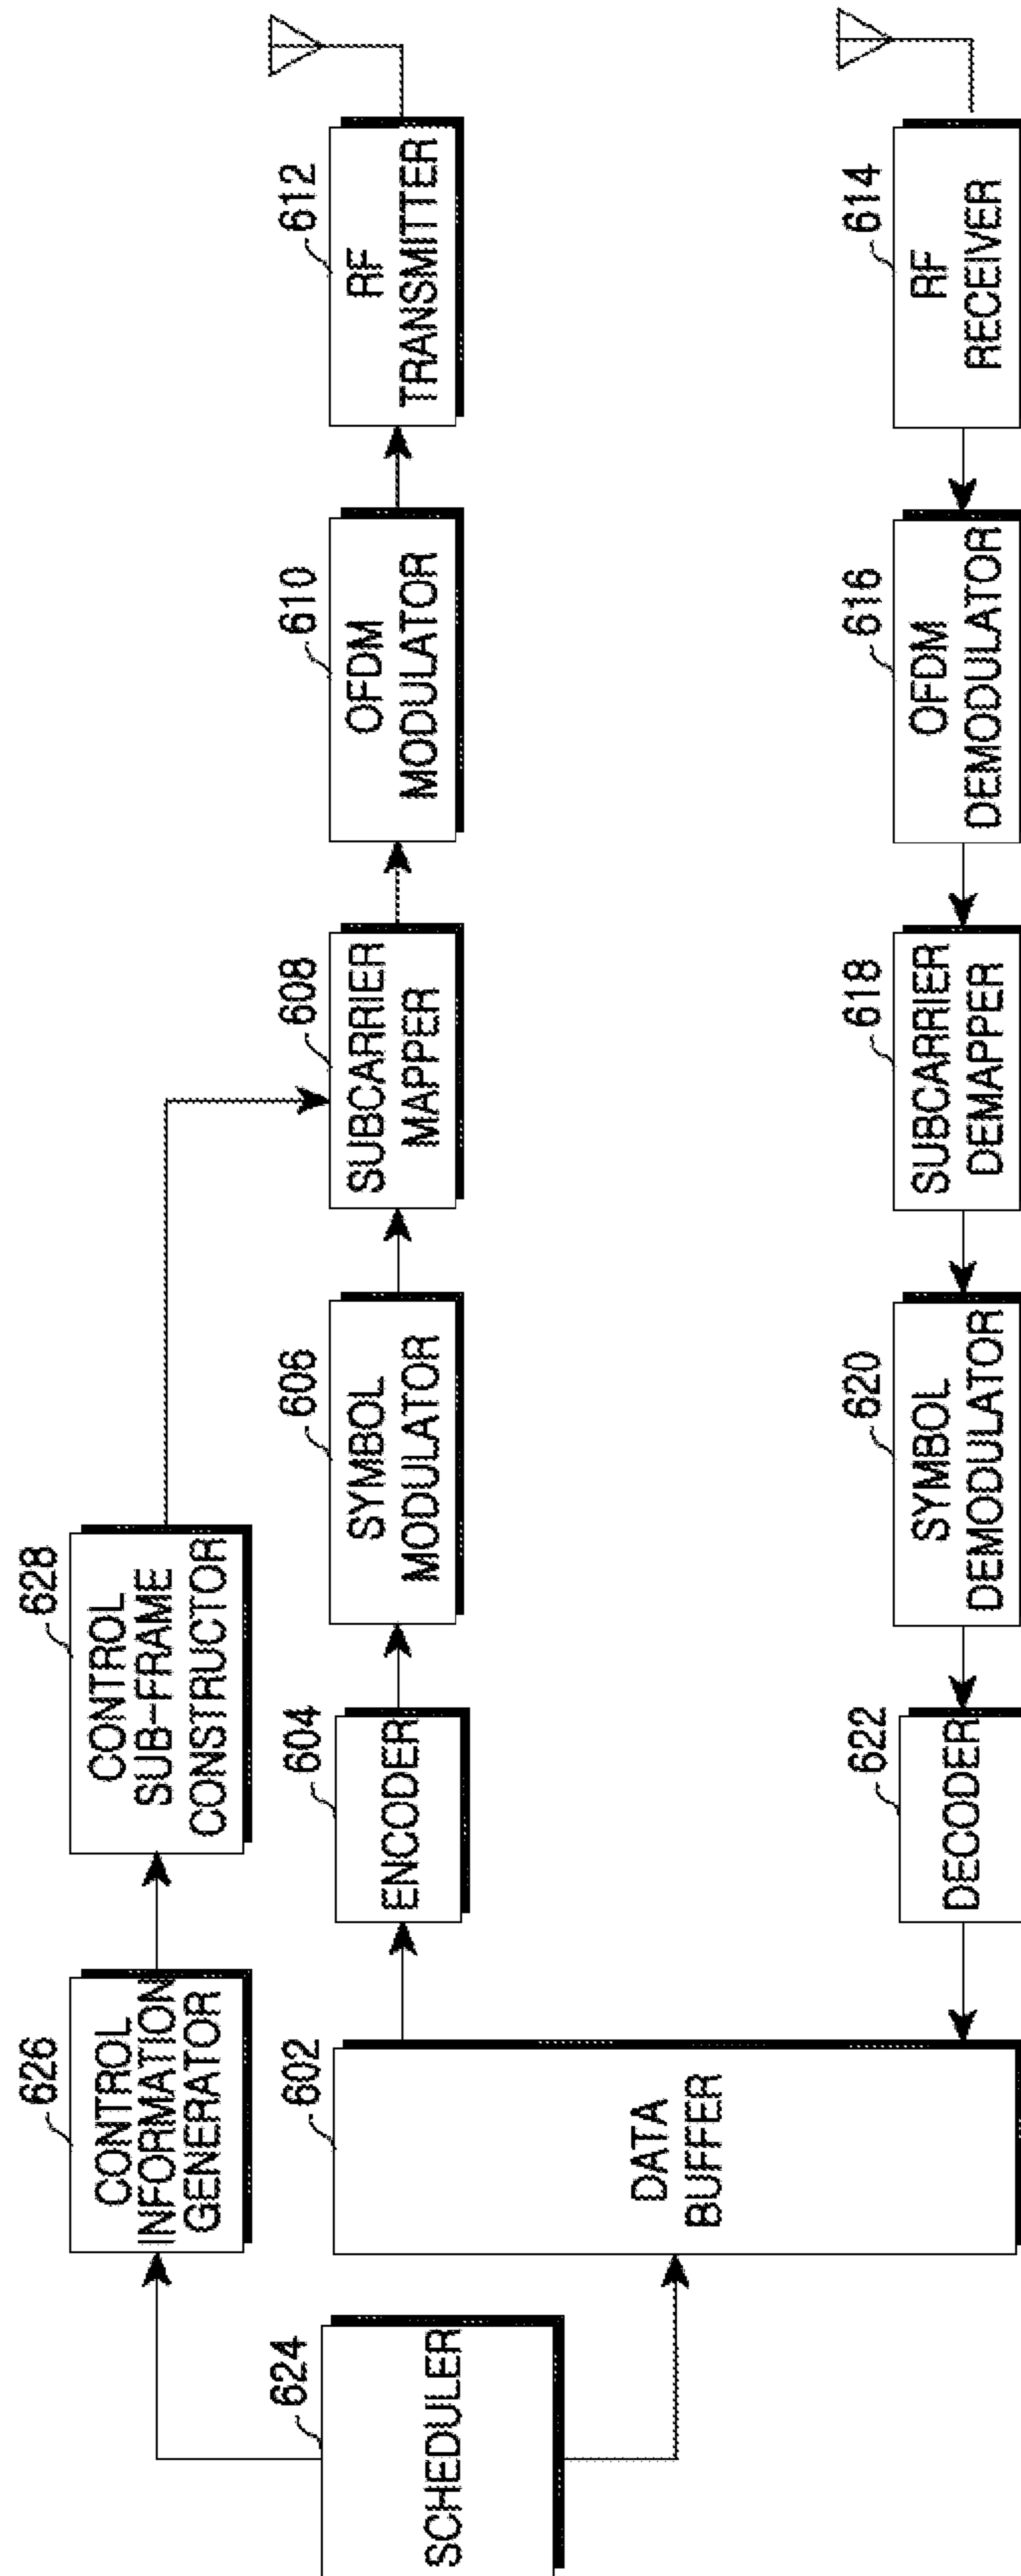 624
SCHEDULER
626
CONTROL
INFORMATION
GENERATOR
628
CONTROL
SUB-FRAME
CONSTRUCTOR
602
DATA
BUFFER
604
ENCODER
606
SYMBOL
MODULATOR
608
SUBCARRIER
MAPPER
610
OFDM
MODULATOR
612
RF
TRANSMITTER
622
DECODER
620
SYMBOL
DEMODULATOR
618
SUBCARRIER
DEMAPPER
616
OFDM
DEMODULATOR
614
RF
RECEIVER